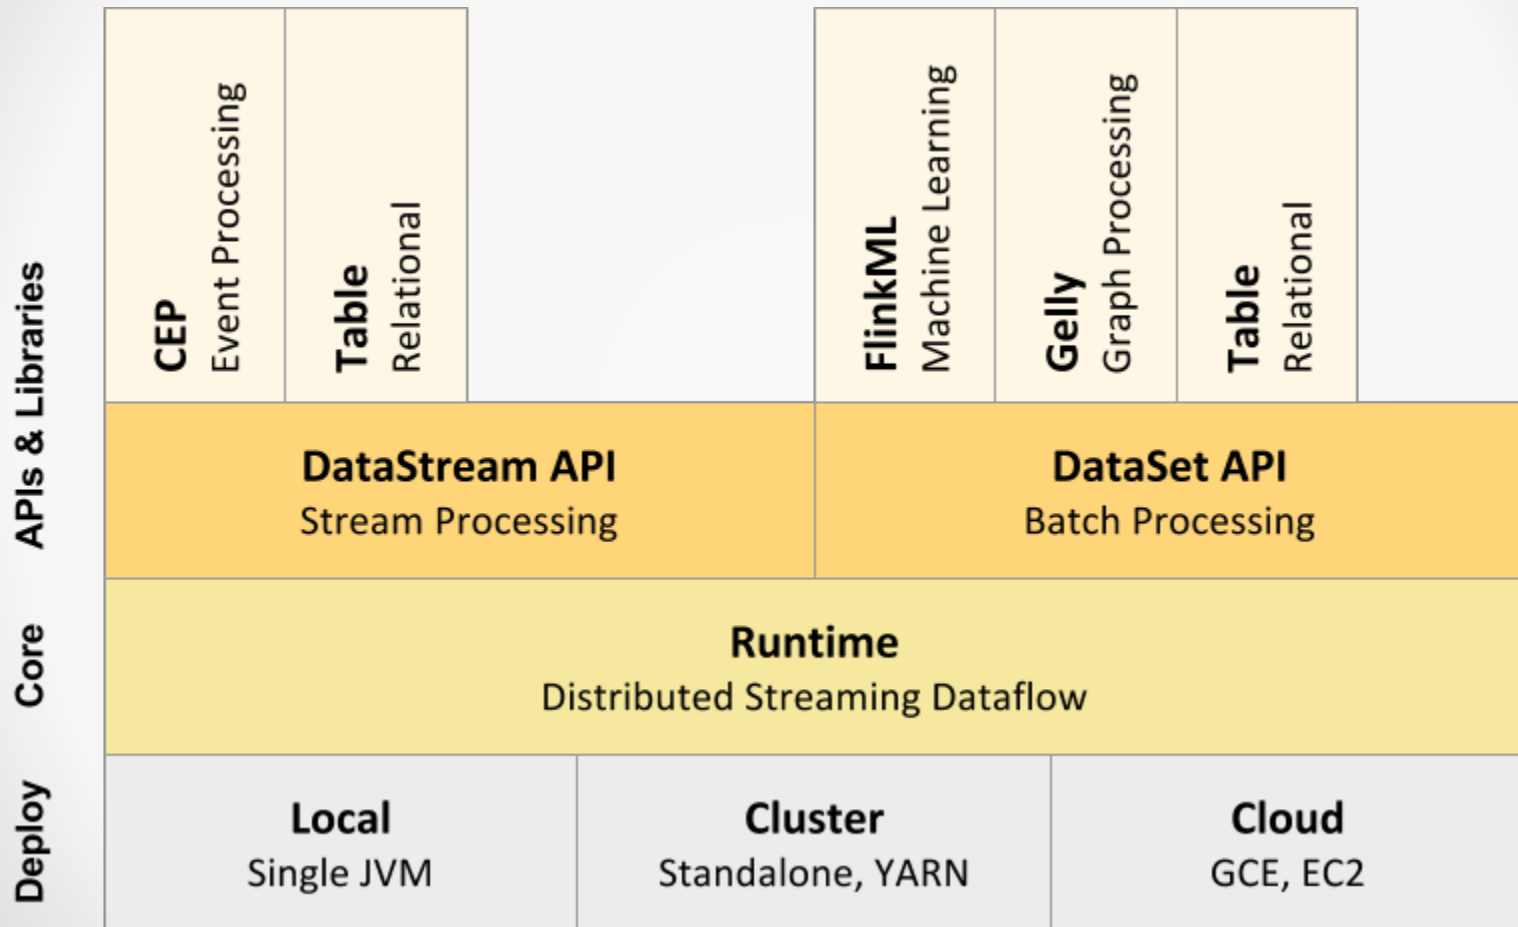 APIs & Libraries
CEP
Event Processing
Table
Relational
FlinkML
Machine Learning
Gelly
Graph Processing
Table
Relational
DataStream API
Stream Processing
DataSet API
Batch Processing
Core
Runtime
Distributed Streaming Dataflow
Deploy
Local
Single JVM
Cluster
Standalone, YARN
Cloud
GCE, EC2